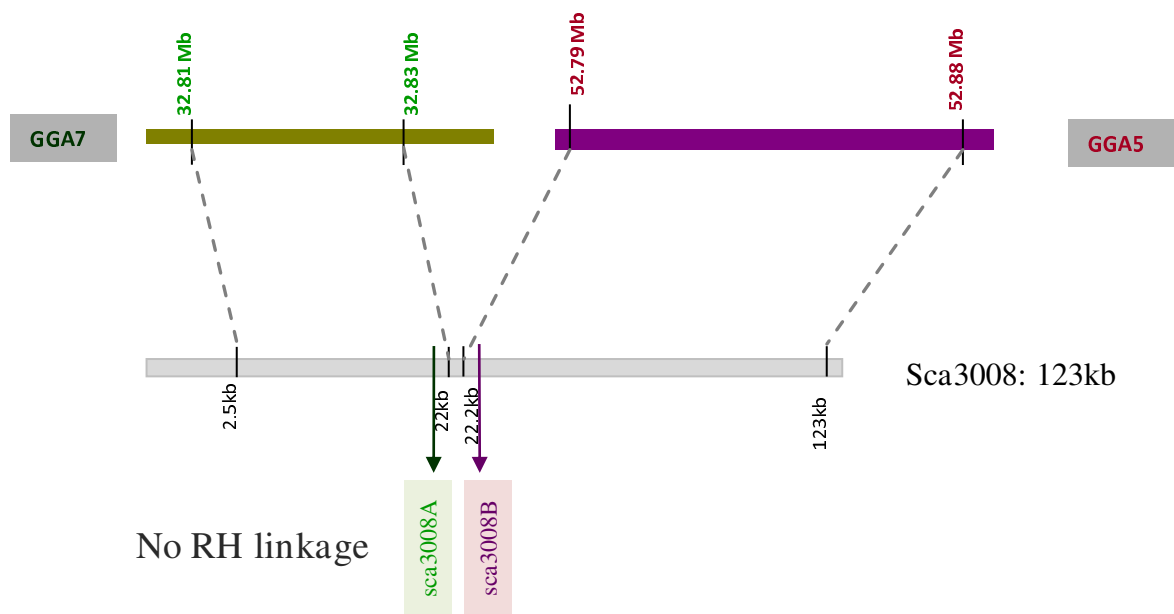 32.81 Mb
32.83 Mb
52.79 Mb
52.88 Mb
GGA7
GGA5
Sca3008: 123kb
2.5kb
22kb
22.2kb
123kb
sca3008A
sca3008B
No RH linkage